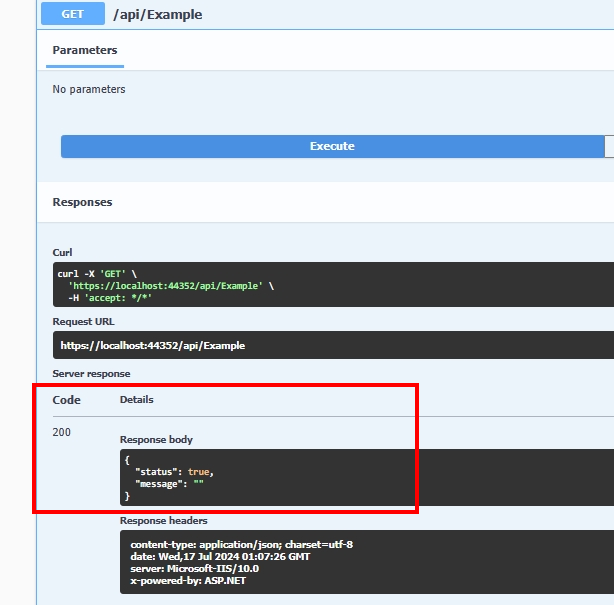 GET /api/Example
Parameters
No parameters
Execute
Responses
Curl
curl -X 'GET' \
'https://localhost:44352/api/Example' \
-H 'accept: */*'
Request URL
https://localhost:44352/api/Example
Server response
Code Details
200
Response body
{
"status": true,
"message": ""
}
Response headers
content-type: application/json; charset=utf-8
date: Wed,17 Jul 2024 01:07:26 GMT
server: Microsoft-IIS/10.0
x-powered-by: ASP.NET